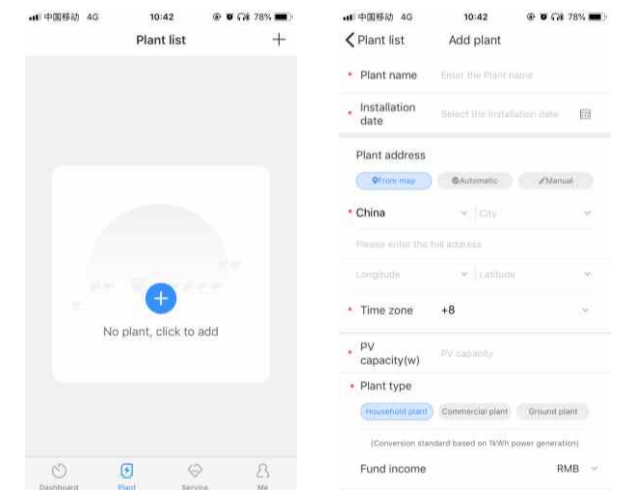 中国移动 4G 10:42 78%
Plant list
No plant, click to add
Dashboard Plant Service Me
中国移动 4G 10:42 78%
Plant list Add plant
* Plant name Enter the Plant name
* Installation date Select the Installation date
Plant address
From map Automatic Manual
* China City
Please enter the full address
Longitude Latitude
* Time zone +8
* PV capacity(w) PV capacity
* Plant type
Household plant Commercial plant Ground plant
(Conversion standard based on 1kWh power generation)
Fund income RMB